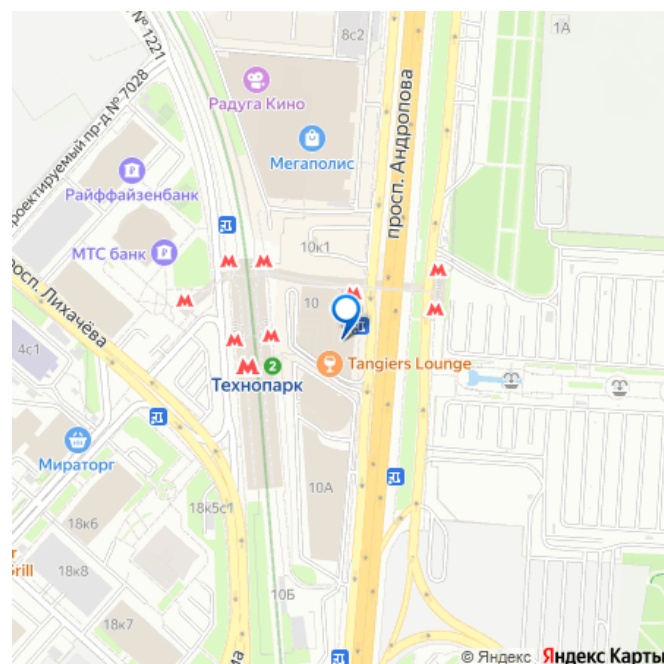 № 1221
8с2
1А
Радуга Кино
Мегаполис
роектируемый пр-д № 7028
просп. Андропова
Райффайзенбанк
МТС банк
10к1
10
просп. Лихачёва
4с1
2
Технопарк
Tangiers Lounge
Мираторг
10А
18к5с1
18к6
r
Grill
18к8
10Б
18к7
© Яндекс Яндекс Карты